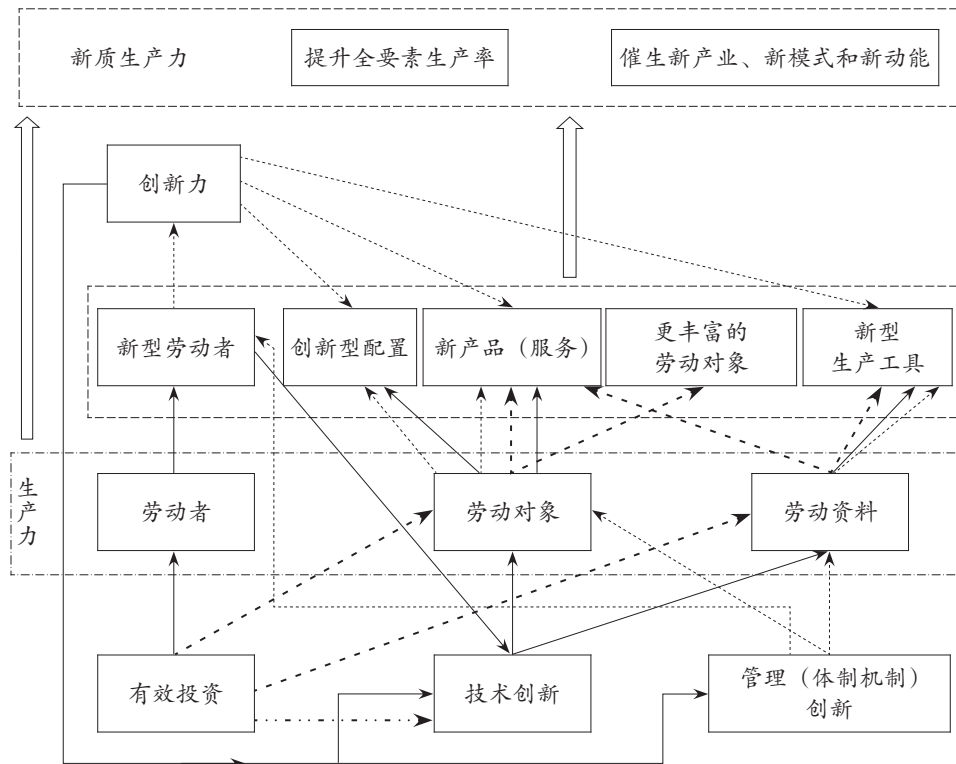 新质生产力
提升全要素生产率
催生新产业、新模式和新动能
创新力
新型劳动者
创新型配置
新产品（服务）
更丰富的
劳动对象
新型
生产工具
生产力
劳动者
劳动对象
劳动资料
有效投资
技术创新
管理（体制机制）
创新